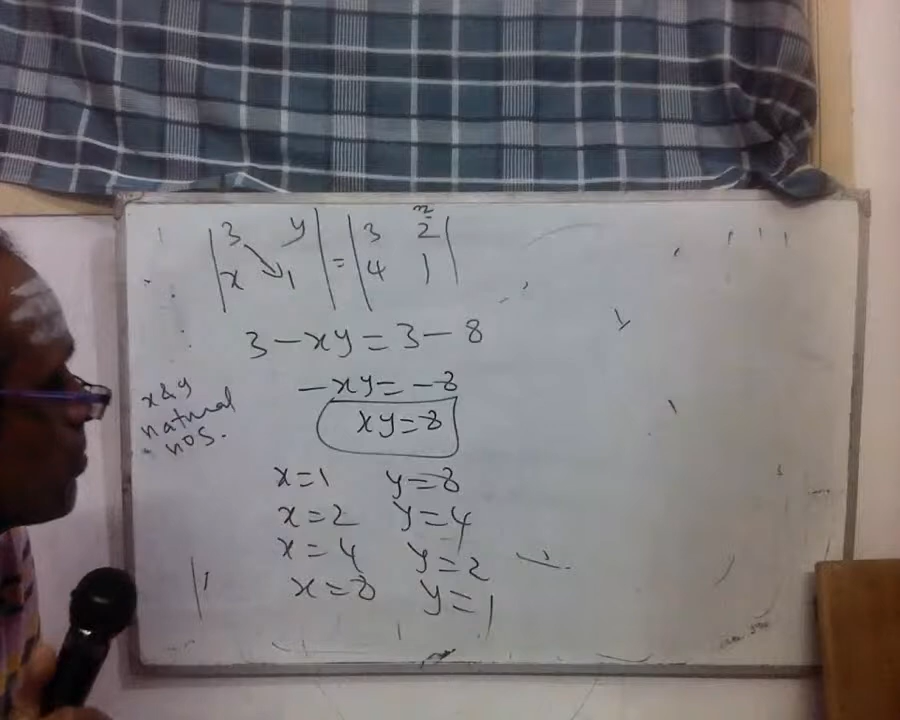 | 3 y | = | 3 2 |
| x 1 | | 4 1 |
3 - xy = 3 - 8
- xy = -8
x & y
natural
nos.
xy = 8
x = 1 y = 8
x = 2 y = 4
x = 4 y = 2
x = 8 y = 1